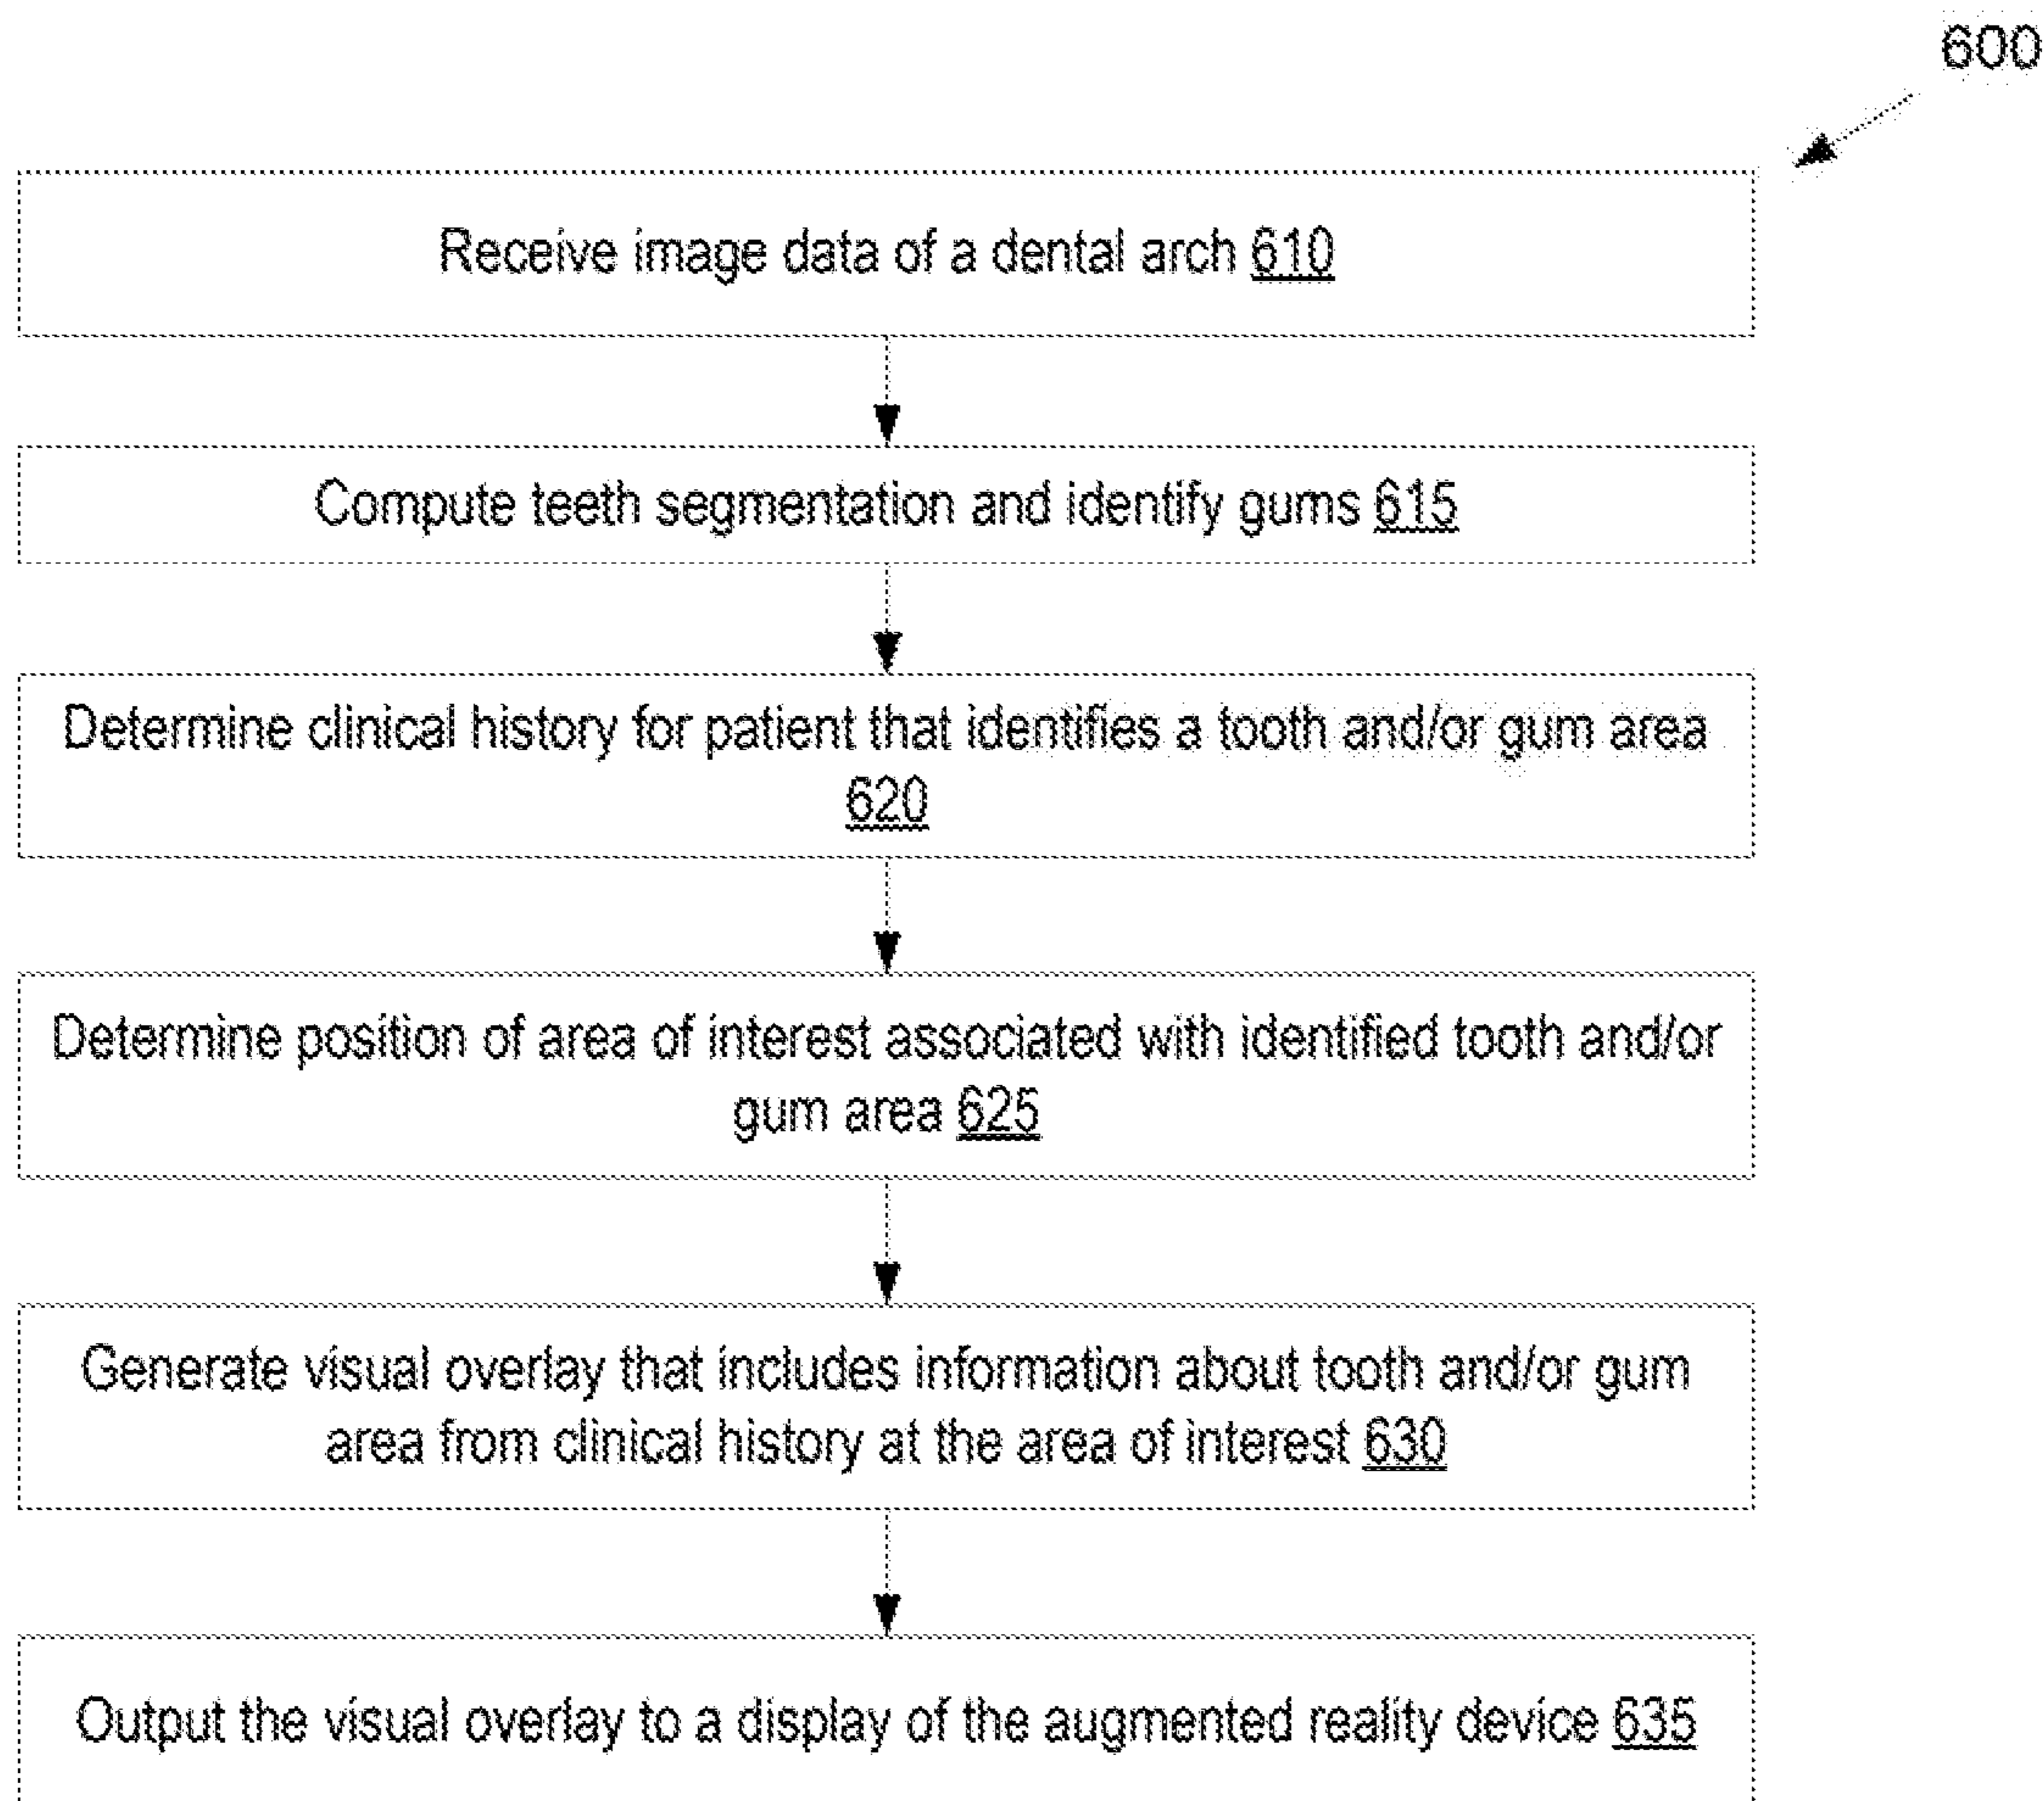 600
Receive image data of a dental arch 610
Compute teeth segmentation and identify gums 615
Determine clinical history for patient that identifies a tooth and/or gum area
620
Determine position of area of interest associated with identified tooth and/or
gum area 625
Generate visual overlay that includes information about tooth and/or gum
area from clinical history at the area of interest 630
Output the visual overlay to a display of the augmented reality device 635